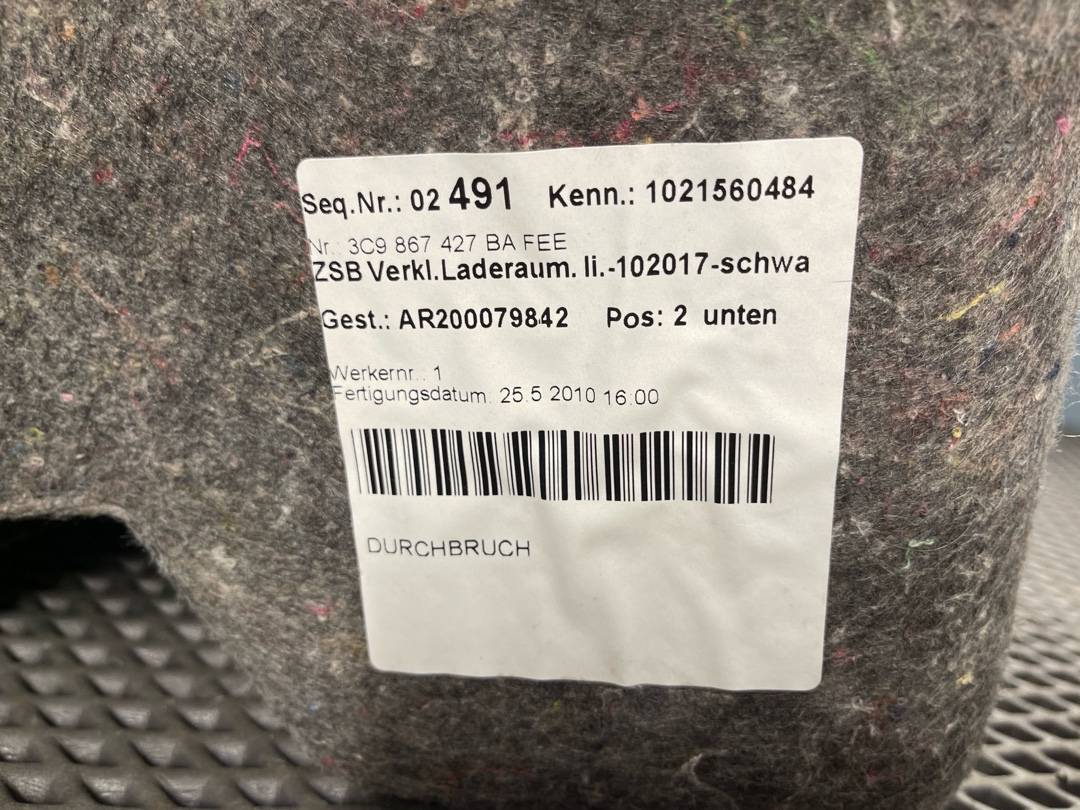 Seq.Nr.: 02 491 Kenn.: 1021560484
Nr.: 3C9 867 427 BA FEE
ZSB Verkl.Laderaum. li.-102017-schwa
Gest.: AR200079842 Pos: 2 unten
Werkernr.: 1
Fertigungsdatum: 25.5 2010 16:00
DURCHBRUCH